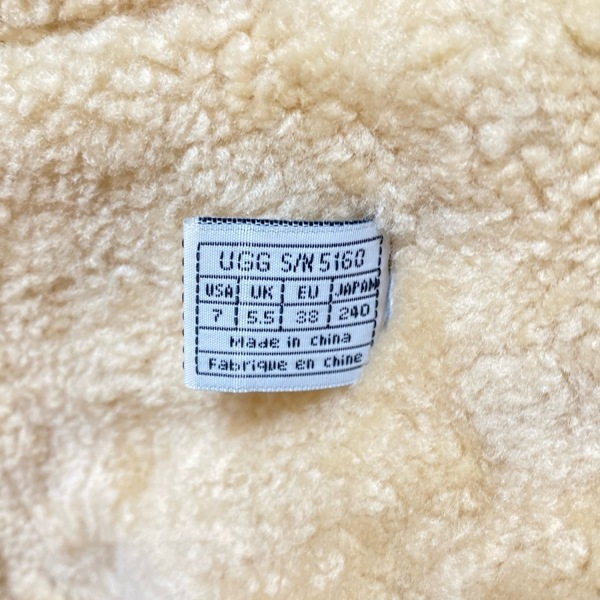 UGG S/N 5160
USA UK EU JAPAN
7 5.5 38 240
Made in China
Fabrique en Chine